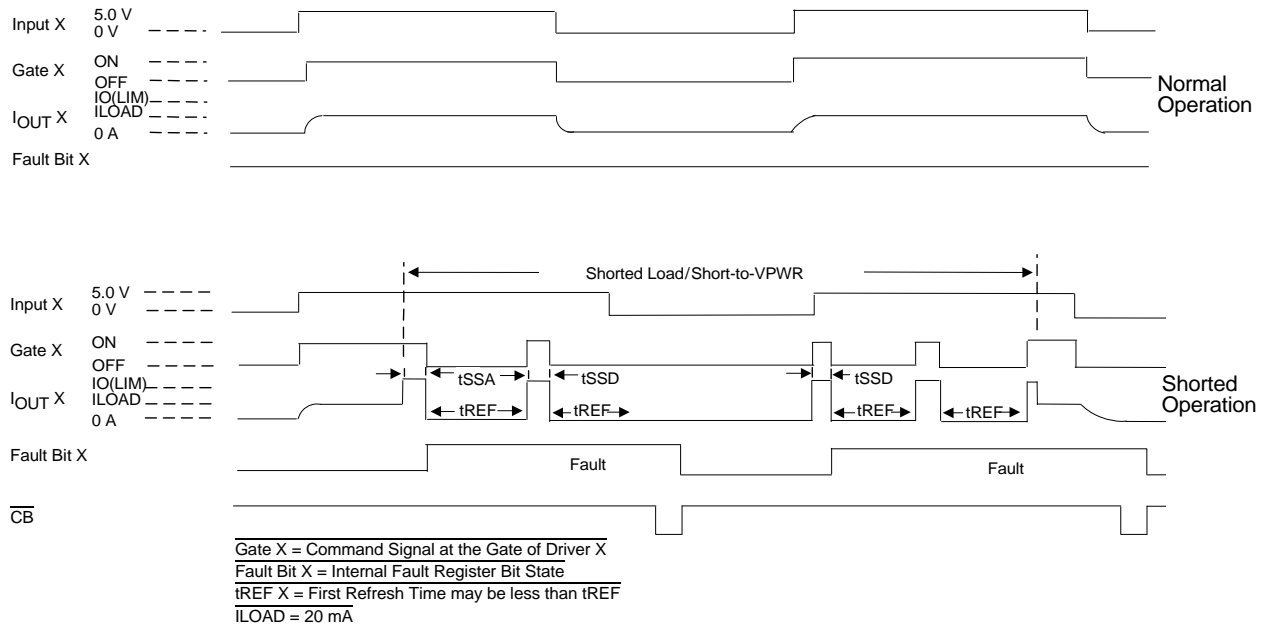 Input X 5.0 V
0 V
Gate X ON
OFF
IOUT X IO(LIM)
ILOAD
0 A
Fault Bit X
Normal
Operation
Shorted Load/Short-to-VPWR
Input X 5.0 V
0 V
Gate X ON
OFF
tSSA tSSD tSSD
IOUT X IO(LIM)
ILOAD
0 A
tREF tREF tREF tREF
Shorted
Operation
Fault Bit X
Fault Fault
CB
Gate X = Command Signal at the Gate of Driver X
Fault Bit X = Internal Fault Register Bit State
tREF X = First Refresh Time may be less than tREF
ILOAD = 20 mA